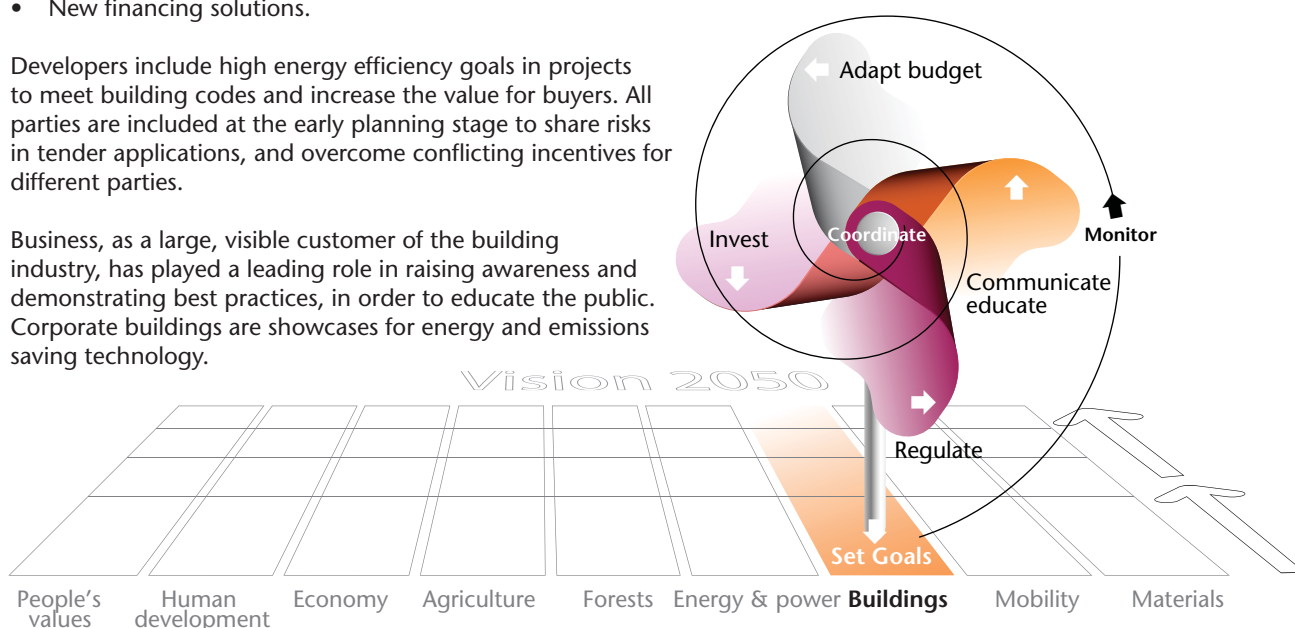 • New financing solutions.
Developers include high energy efficiency goals in projects
to meet building codes and increase the value for buyers. All
parties are included at the early planning stage to share risks
in tender applications, and overcome conflicting incentives for
different parties.
Business, as a large, visible customer of the building
industry, has played a leading role in raising awareness and
demonstrating best practices, in order to educate the public.
Corporate buildings are showcases for energy and emissions
saving technology.
Adapt budget
Invest
Coordinate
Monitor
Communicate
educate
Regulate
Vision 2050
Set Goals
People's
values
Human
development
Economy
Agriculture
Forests
Energy & power
Buildings
Mobility
Materials